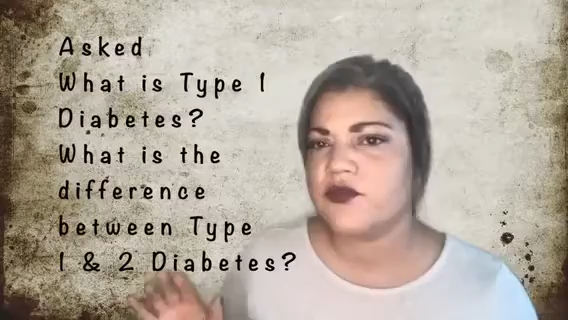 Asked
What is Type 1
Diabetes?
What is the
difference
between Type
1 & 2 Diabetes?